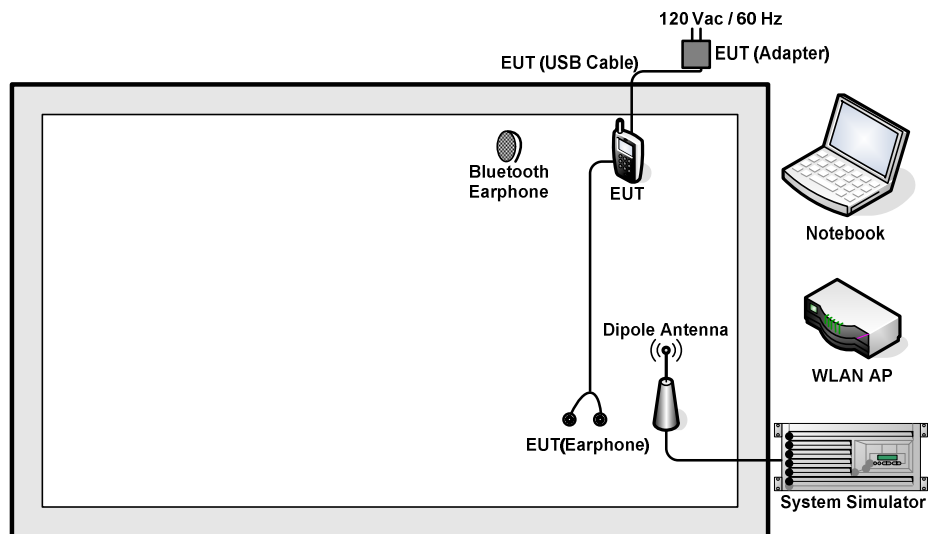 120 Vac / 60 Hz
EUT (Adapter)
EUT (USB Cable)
Bluetooth
Earphone
EUT
Notebook
Dipole Antenna
WLAN AP
EUT(Earphone)
System Simulator